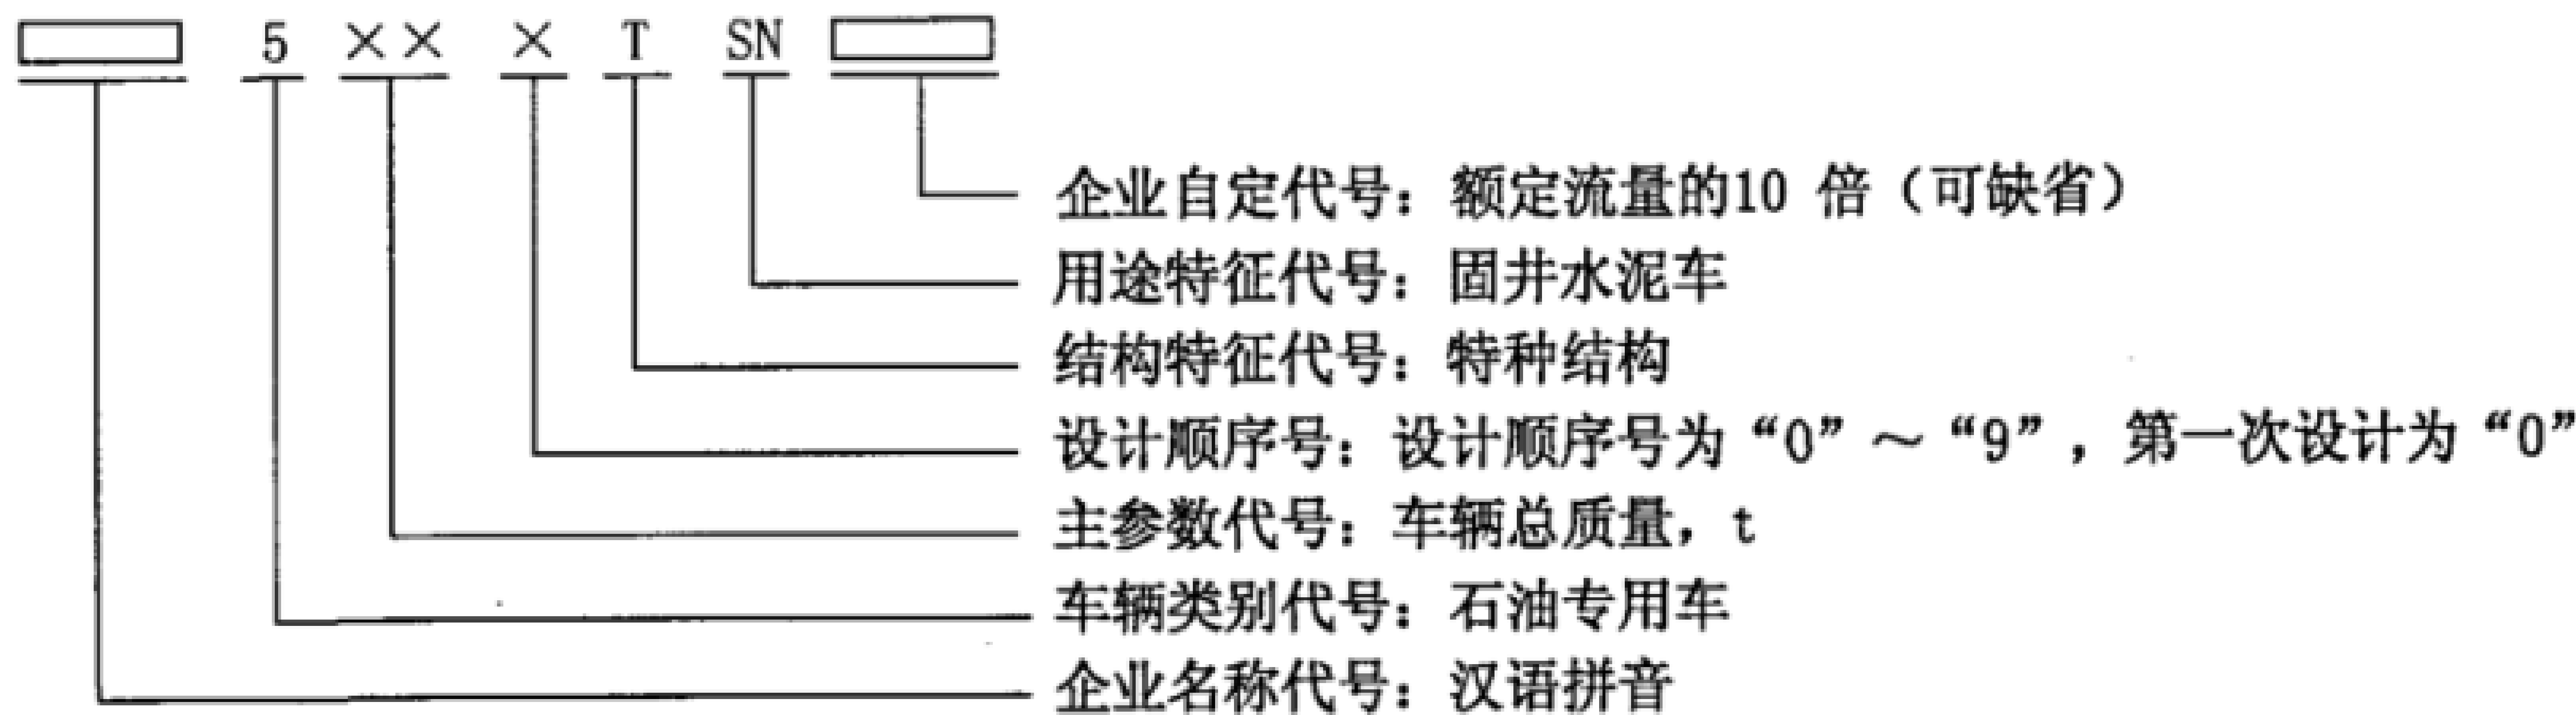 5 ×× × T SN
企业自定代号：额定流量的10 倍（可缺省）
用途特征代号：固井水泥车
结构特征代号：特种结构
设计顺序号：设计顺序号为“0”～“9”，第一次设计为“0”
主参数代号：车辆总质量，t
车辆类别代号：石油专用车
企业名称代号：汉语拼音